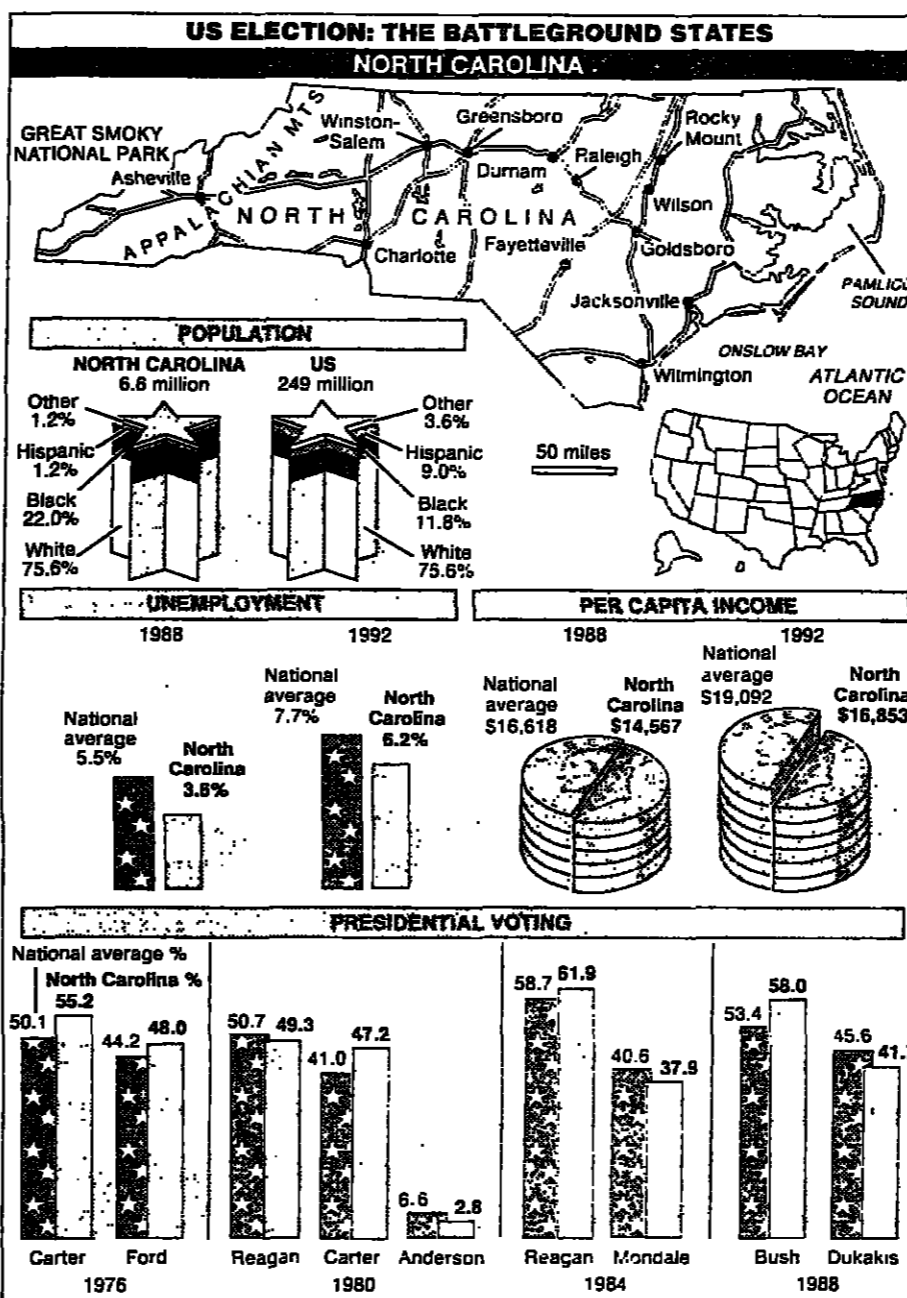 US ELECTION: THE BATTLEGROUND STATES
NORTH CAROLINA
GREAT SMOKY
NATIONAL PARK
APPALACHIAN MTS
Asheville
Winston-
Salem
Greensboro
Durham
Raleigh
Rocky
Mount
Wilson
NORTH CAROLINA
Charlotte
Fayetteville
Goldsboro
Jacksonville
PAMLICO
SOUND
ONSLOW BAY
Wilmington
ATLANTIC
OCEAN
50 miles
POPULATION
NORTH CAROLINA
6.6 million
Other
1.2%
Hispanic
1.2%
Black
22.0%
White
75.6%
US
249 million
Other
3.6%
Hispanic
9.0%
Black
11.8%
White
75.6%
UNEMPLOYMENT
1988
National
average
5.5%
North
Carolina
3.6%
1992
National
average
7.7%
North
Carolina
6.2%
PER CAPITA INCOME
1988
National
average
$16,618
North
Carolina
$14,567
1992
National
average
$19,092
North
Carolina
$16,853
PRESIDENTIAL VOTING
National average %
North Carolina %
50.1 55.2
44.2 48.0
Carter Ford
1976
50.7 49.3
41.0 47.2
6.6 2.8
Reagan Carter Anderson
1980
58.7 61.9
40.6 37.9
Reagan Mondale
1984
53.4 58.0
45.6
Bush Dukakis
1988